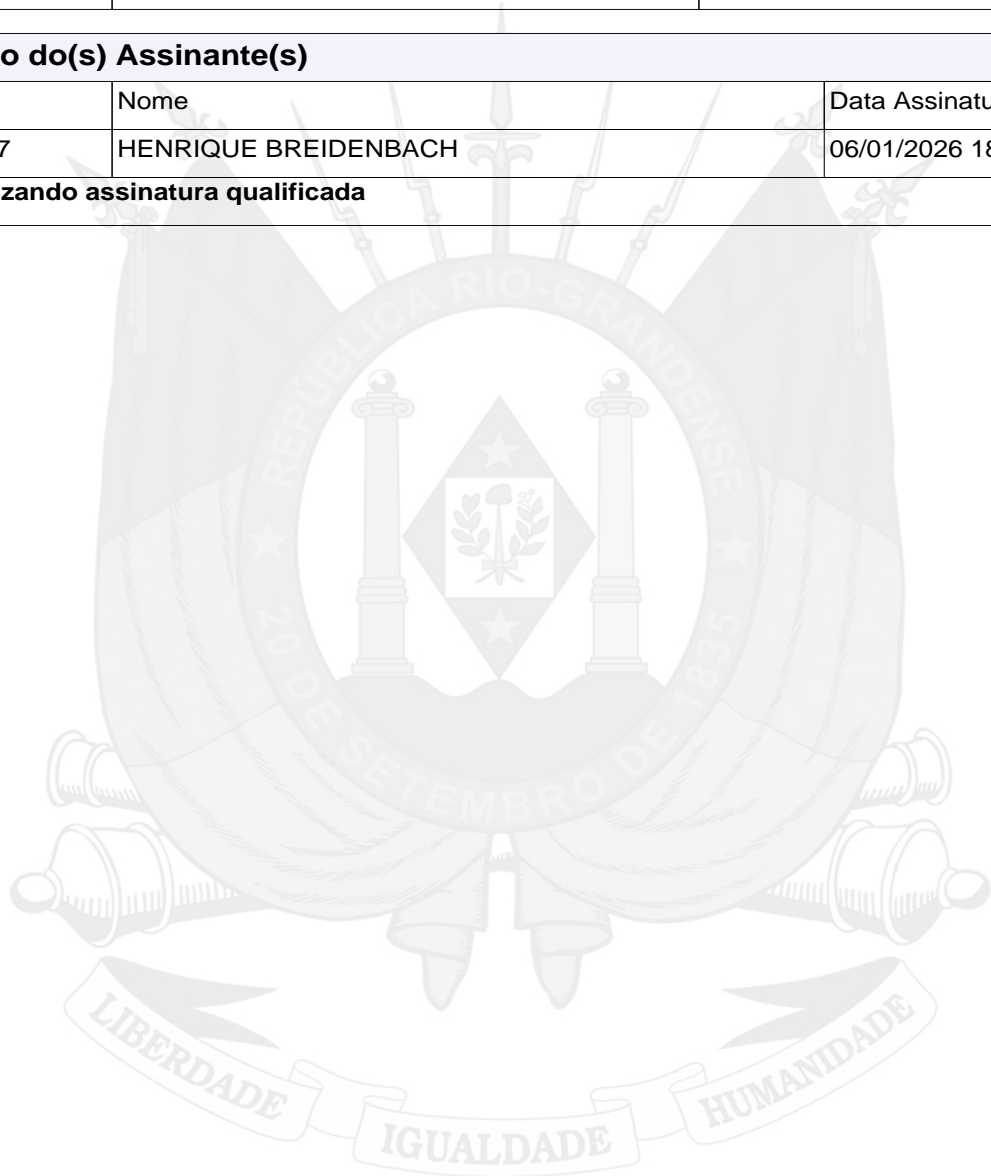 o do(s) Assinante(s)
Nome
Data Assinatu
7
HENRIQUE BREIDENBACH
06/01/2026 18
zando assinatura qualificada
REPÚBLICA RIO-GRANDENSE
20 DE SETEMBRO DE 1835
LIBERDADE
IGUALDADE
HUMANIDADE